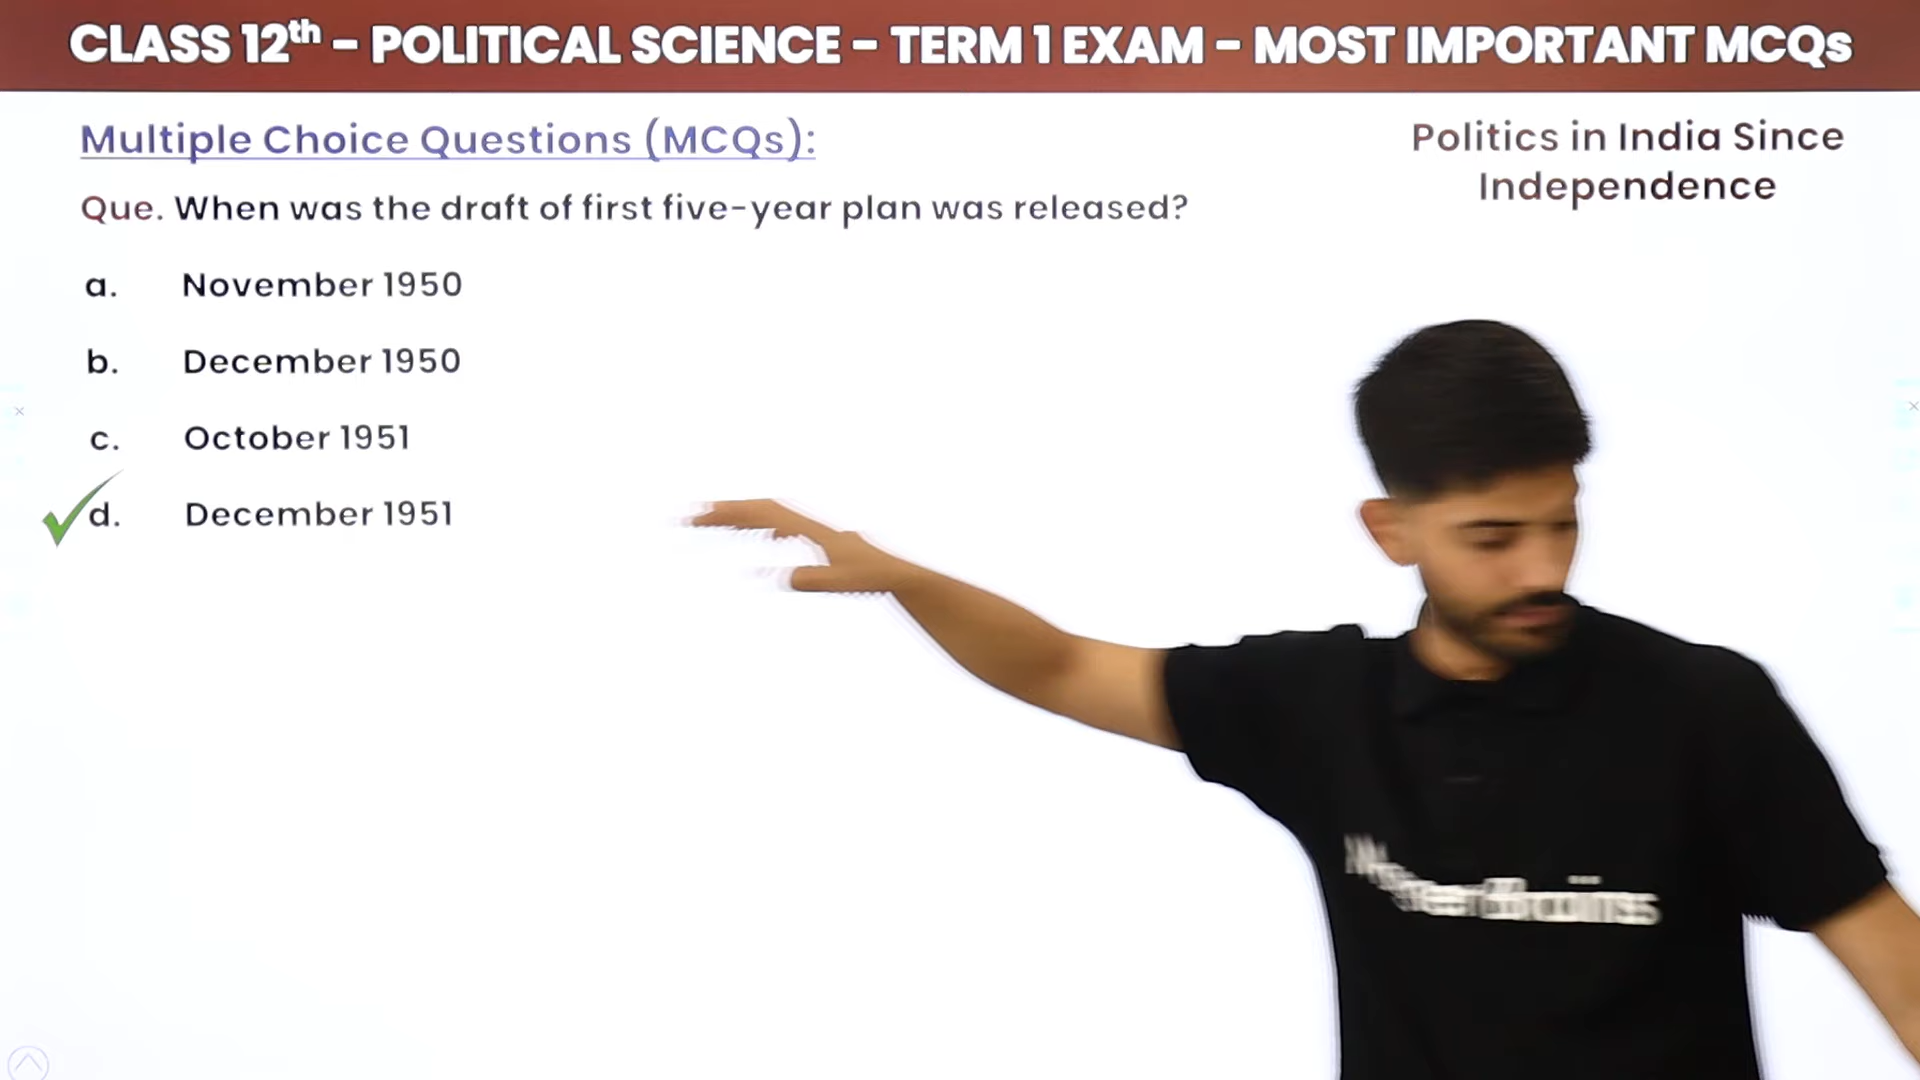 CLASS 12th – POLITICAL SCIENCE – TERM 1 EXAM – MOST IMPORTANT MCQs
Multiple Choice Questions (MCQs):
Politics in India Since
Independence
Que. When was the draft of first five-year plan was released?
a. November 1950
b. December 1950
c. October 1951
d. December 1951